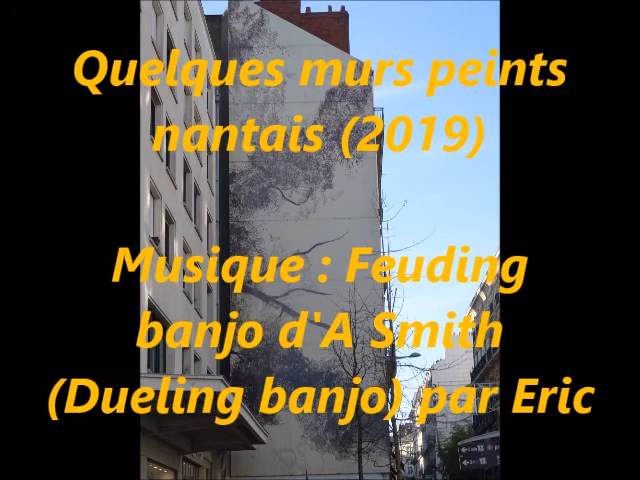 Quelques murs peints
nantais (2019)
Musique : Feuding
banjo d`A Smith
(Dueling banjo) par Eric